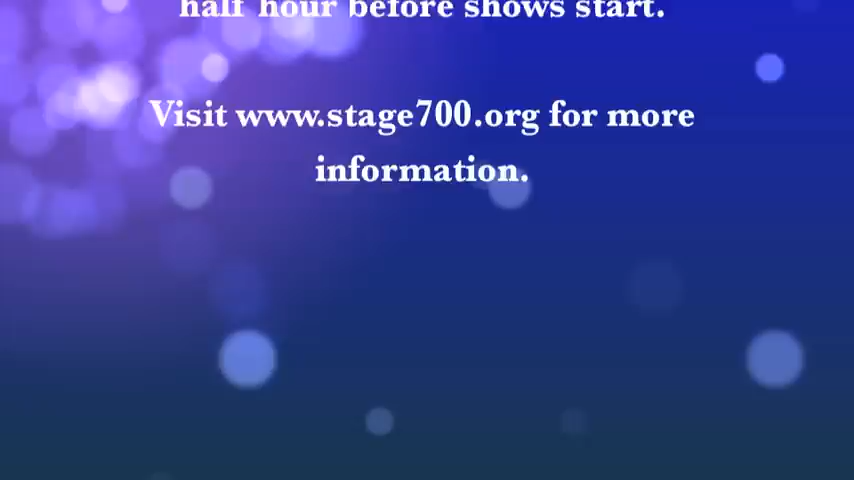 half hour before shows start.
Visit www.stage700.org for more
information.